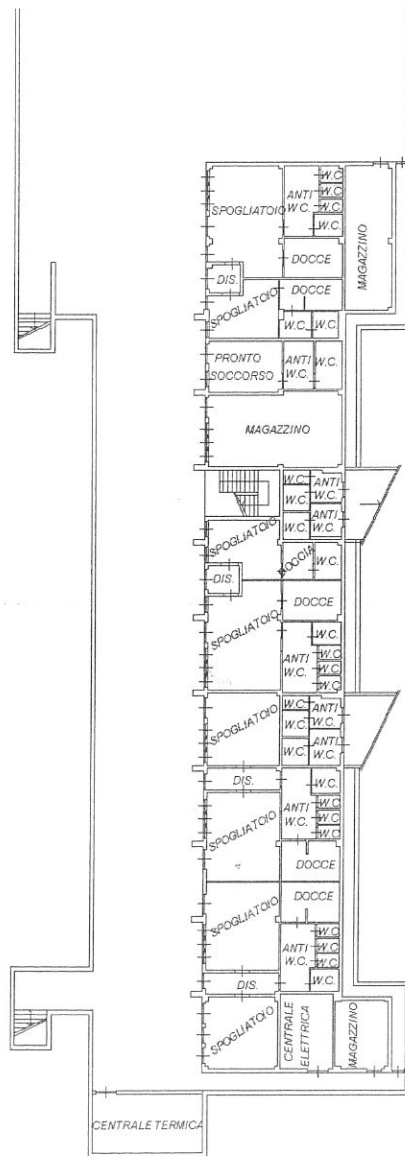 SPOGLIATOIO
ANTI
W.C.
W.C.
W.C.
W.C.
W.C.
MAGAZZINO
DIS.
DOCCE
SPOGLIATOIO
DOCCE
W.C.
W.C.
PRONTO
SOCCORSO
ANTI
W.C.
W.C.
MAGAZZINO
W.C.
ANTI
W.C.
W.C.
ANTI
W.C.
W.C.
SPOGLIATOIO
DOCCIA
W.C.
DIS.
DOCCE
SPOGLIATOIO
W.C.
ANTI
W.C.
W.C.
W.C.
W.C.
SPOGLIATOIO
W.C.
ANTI
W.C.
W.C.
ANTI
W.C.
W.C.
DIS.
W.C.
ANTI
W.C.
W.C.
W.C.
W.C.
SPOGLIATOIO
DOCCE
DOCCE
SPOGLIATOIO
W.C.
ANTI
W.C.
W.C.
W.C.
W.C.
DIS.
SPOGLIATOIO
CENTRALE
ELETTRICA
MAGAZZINO
CENTRALE TERMICA